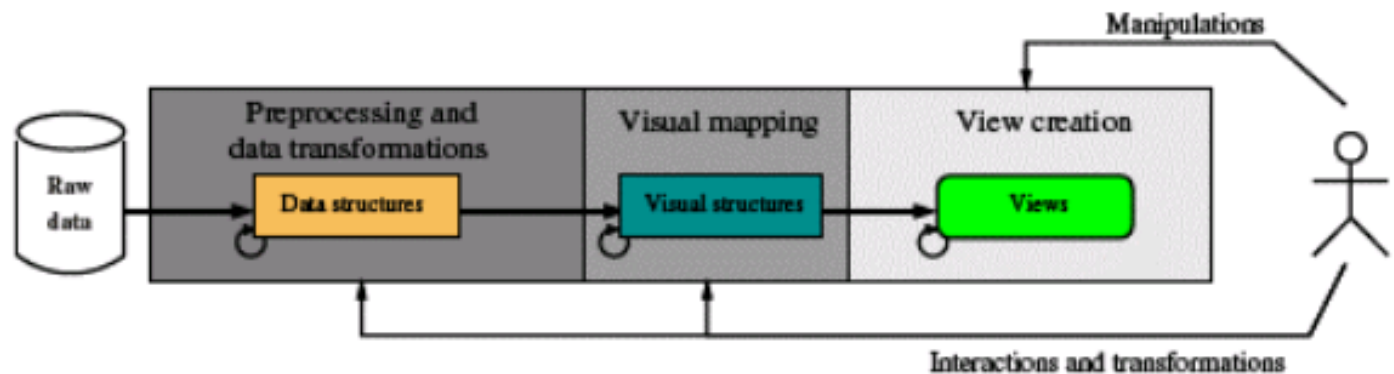 Manipulations
Preprocessing and
data transformations
Visual mapping
View creation
Raw
data
Data structures
Visual structures
Views
Interactions and transformations